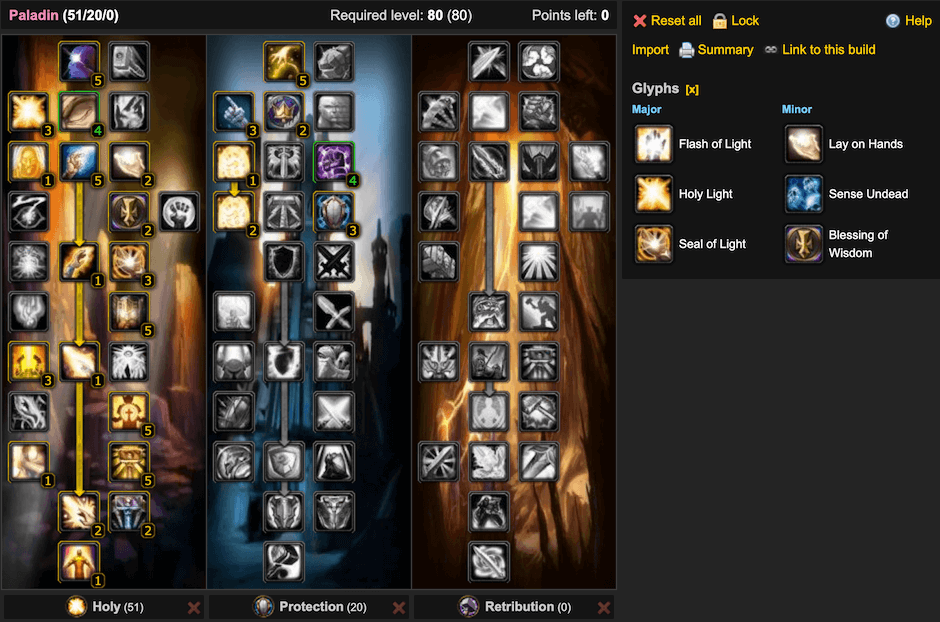 Paladin (51/20/0) Required level: 80 (80) Points left: 0
Reset all Lock Help
Import Summary Link to this build
Glyphs [x]
Major Minor
Flash of Light Lay on Hands
Holy Light Sense Undead
Seal of Light Blessing of
Wisdom
5 5
3 4 3 2
1 5 2 1 4
2 2 3
1 3
5
3 1
5
1 5
2 2
1
Holy (51) Protection (20) Retribution (0)